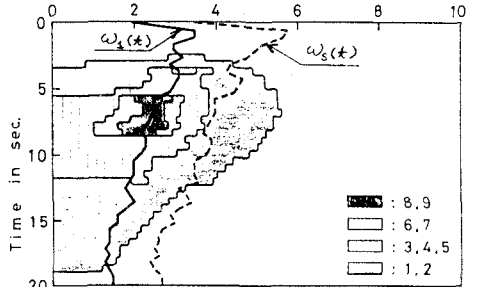 0 2 4 6 8 10
ω₁(t)
ωₛ(t)
5
10
15
20
Time in sec.
: 8,9
: 6,7
: 3,4,5
: 1,2